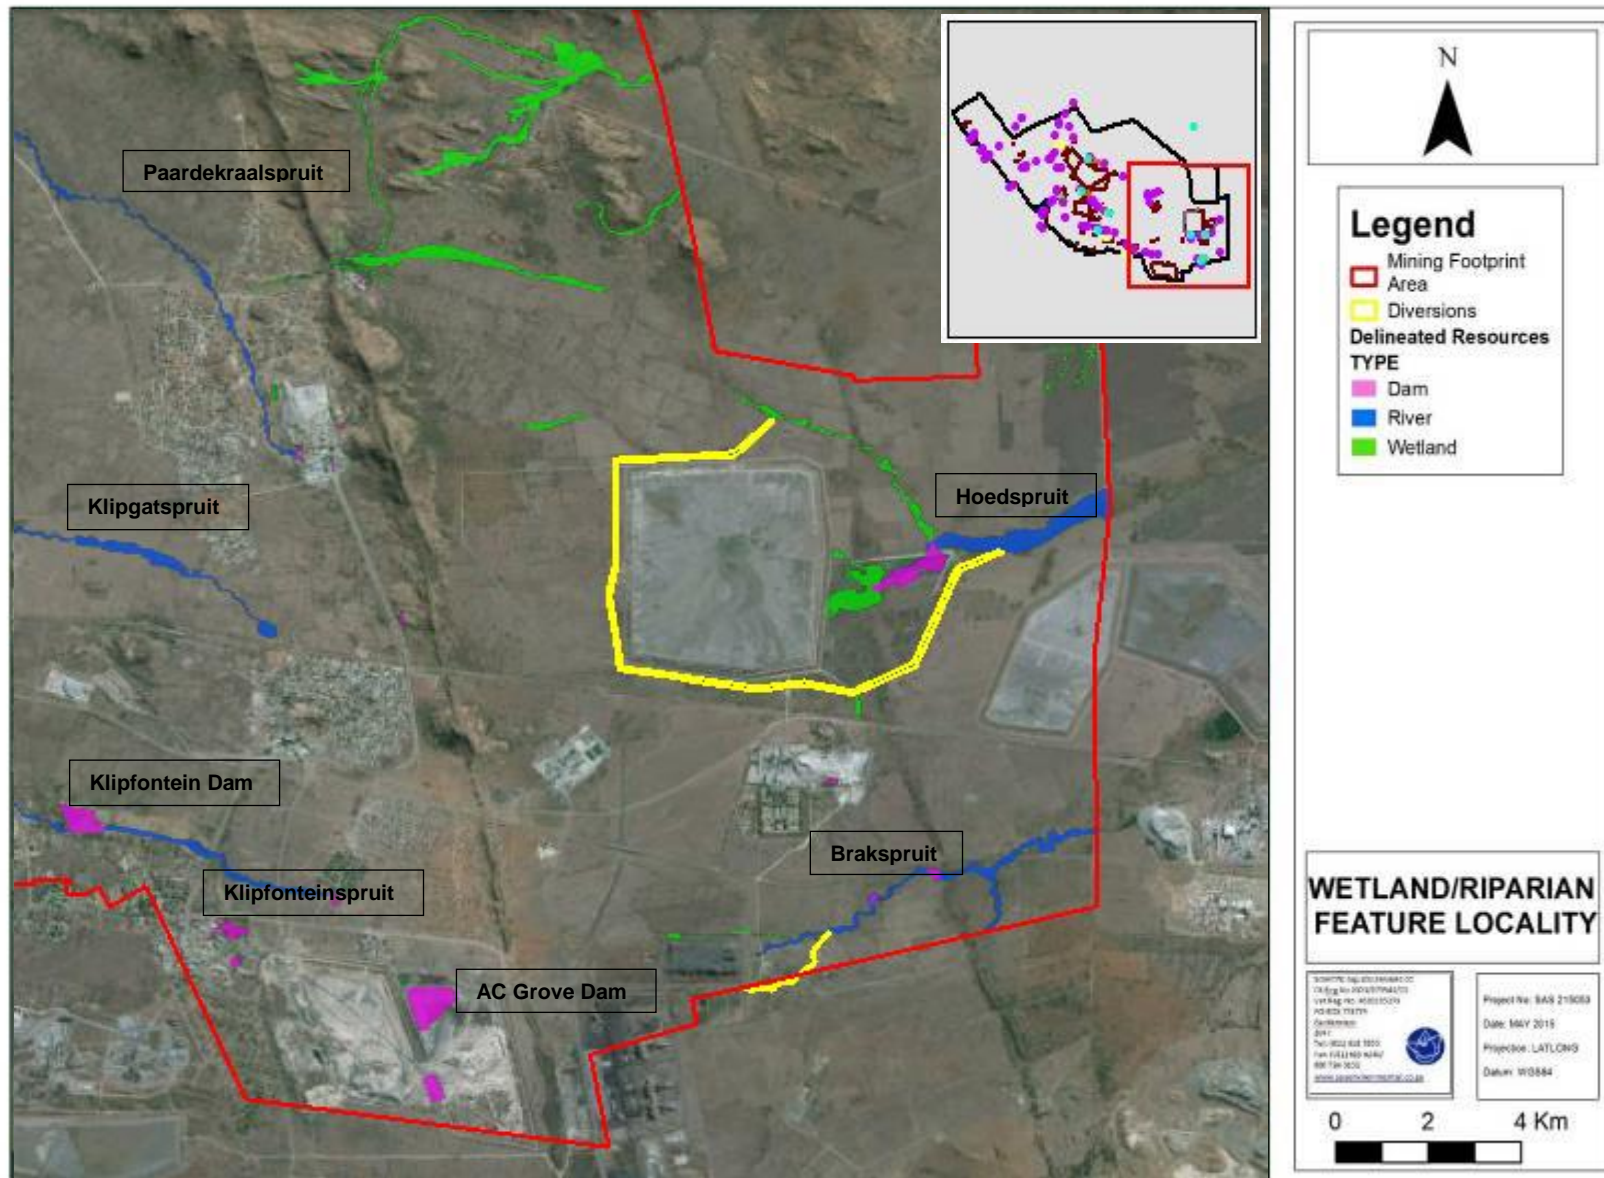 Paardekraalspruit
Klipgatspruit
Hoedspruit
Klipfontein Dam
Braksspruit
Klipfonteinspruit
AC Grove Dam
N
Legend
Mining Footprint
Area
Diversions
Delineated Resources
TYPE
Dam
River
Wetland
WETLAND/RIPARIAN
FEATURE LOCALITY
Project No: SAS 215053
Date: MAY 2015
Projection: LATLONG
Datum: WGS84
0 2 4 Km